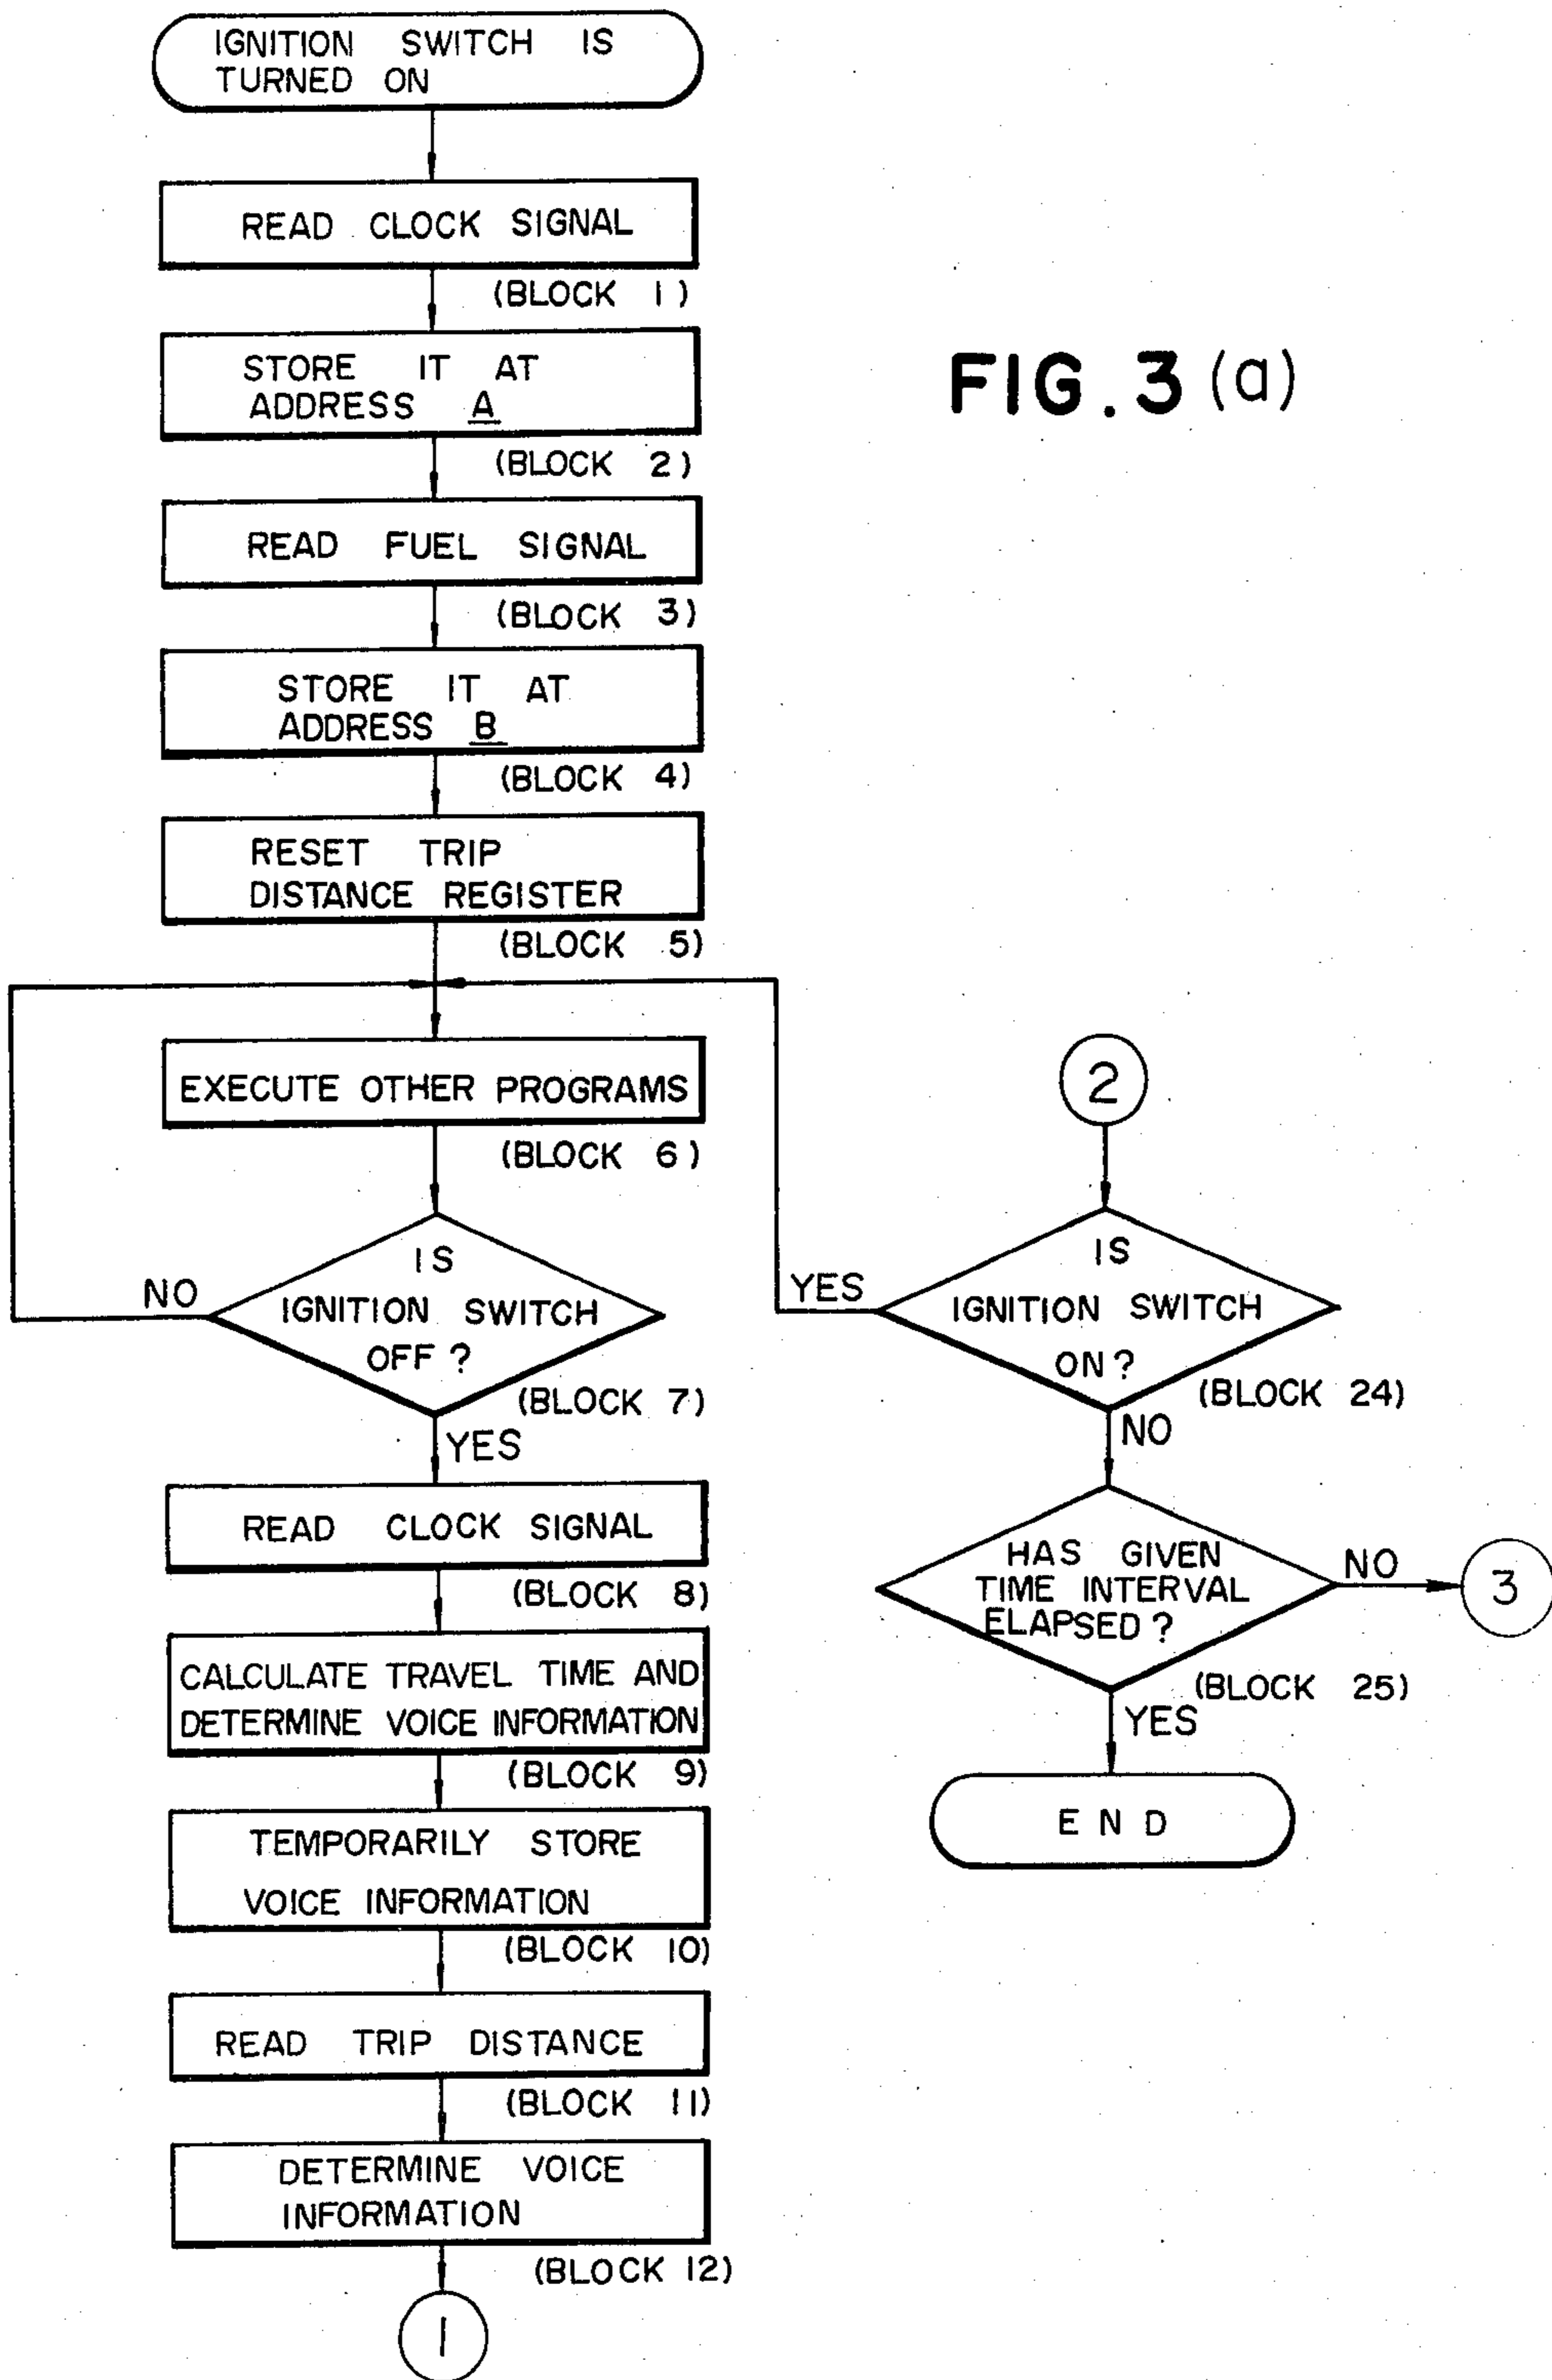 IGNITION SWITCH IS
TURNED ON
READ CLOCK SIGNAL
(BLOCK 1)
STORE IT AT
ADDRESS A
(BLOCK 2)
FIG. 3 (a)
READ FUEL SIGNAL
(BLOCK 3)
STORE IT AT
ADDRESS B
(BLOCK 4)
RESET TRIP
DISTANCE REGISTER
(BLOCK 5)
EXECUTE OTHER PROGRAMS
(BLOCK 6)
IS
IGNITION SWITCH
OFF?
NO
(BLOCK 7)
YES
READ CLOCK SIGNAL
(BLOCK 8)
CALCULATE TRAVEL TIME AND
DETERMINE VOICE INFORMATION
(BLOCK 9)
TEMPORARILY STORE
VOICE INFORMATION
(BLOCK 10)
READ TRIP DISTANCE
(BLOCK 11)
DETERMINE VOICE
INFORMATION
(BLOCK 12)
1
2
IS
IGNITION SWITCH
ON?
YES
(BLOCK 24)
NO
HAS GIVEN
TIME INTERVAL
ELAPSED?
NO
3
(BLOCK 25)
YES
END